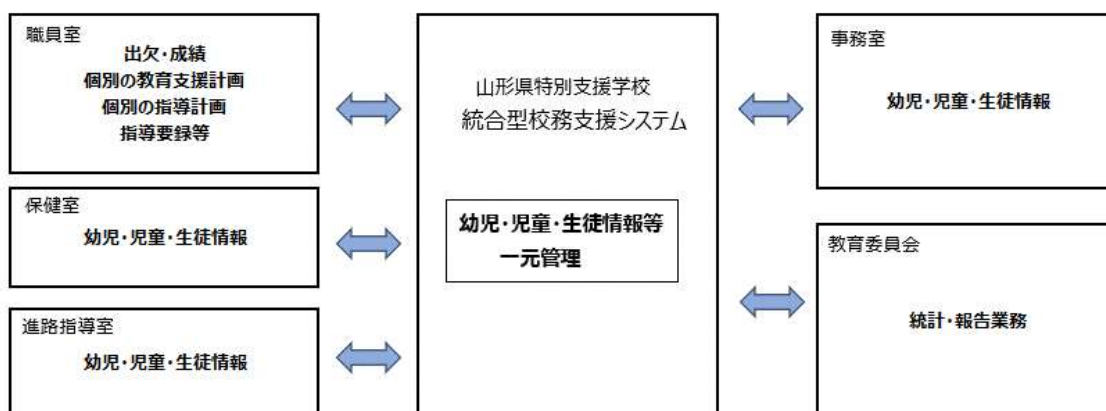 職員室
出欠・成績
個別の教育支援計画
個別の指導計画
指導要録等
保健室
幼児・児童・生徒情報
進路指導室
幼児・児童・生徒情報
山形県特別支援学校
統合型校務支援システム
幼児・児童・生徒情報等
一元管理
事務室
幼児・児童・生徒情報
教育委員会
統計・報告業務